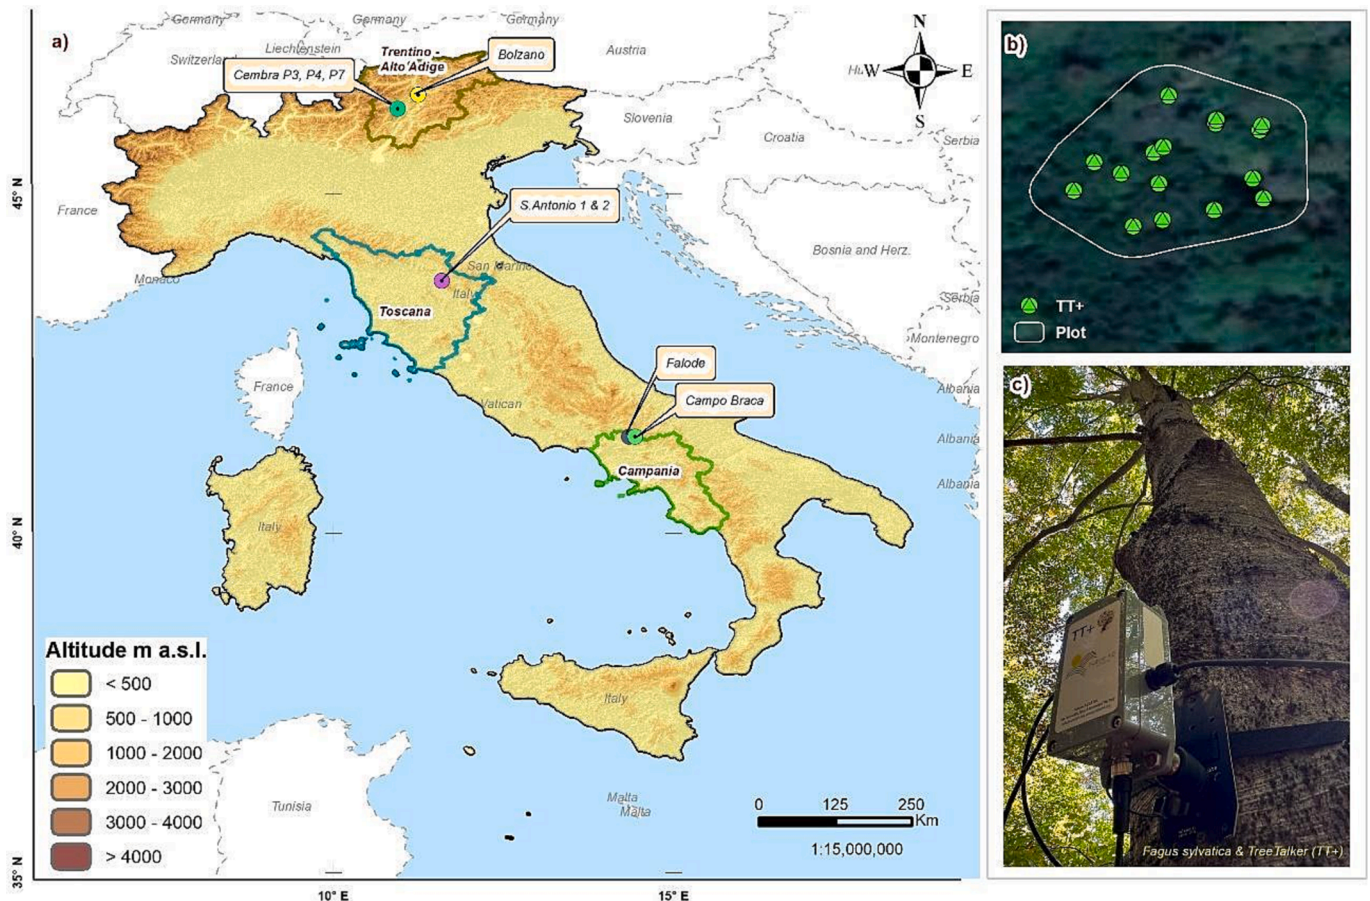 a)
Germany
Germany
Germany
Switzerland
Liechtenstein
Trentino -
Alto Adige
Bolzano
Austria
Cembra P3, P4, P7
Slovenia
Croatia
Serbia
N
W
E
S
45° N
France
S.Antonio 1 & 2
San Marino
Italy
Bosnia and Herz.
Monaco
Toscana
Serbia
Montenegro
France
Vatican
Falode
Campo Braca
Albania
Albania
Campania
Albania
Italy
40° N
Altitude m a.s.l.
< 500
500 - 1000
1000 - 2000
2000 - 3000
3000 - 4000
> 4000
Italy
Tunisia
Malta
Malta
0 125 250
Km
1:15,000,000
35° N
10° E
15° E
b)
TT+
Plot
c)
TT+
Fagus sylvatica & TreeTalker (TT+)